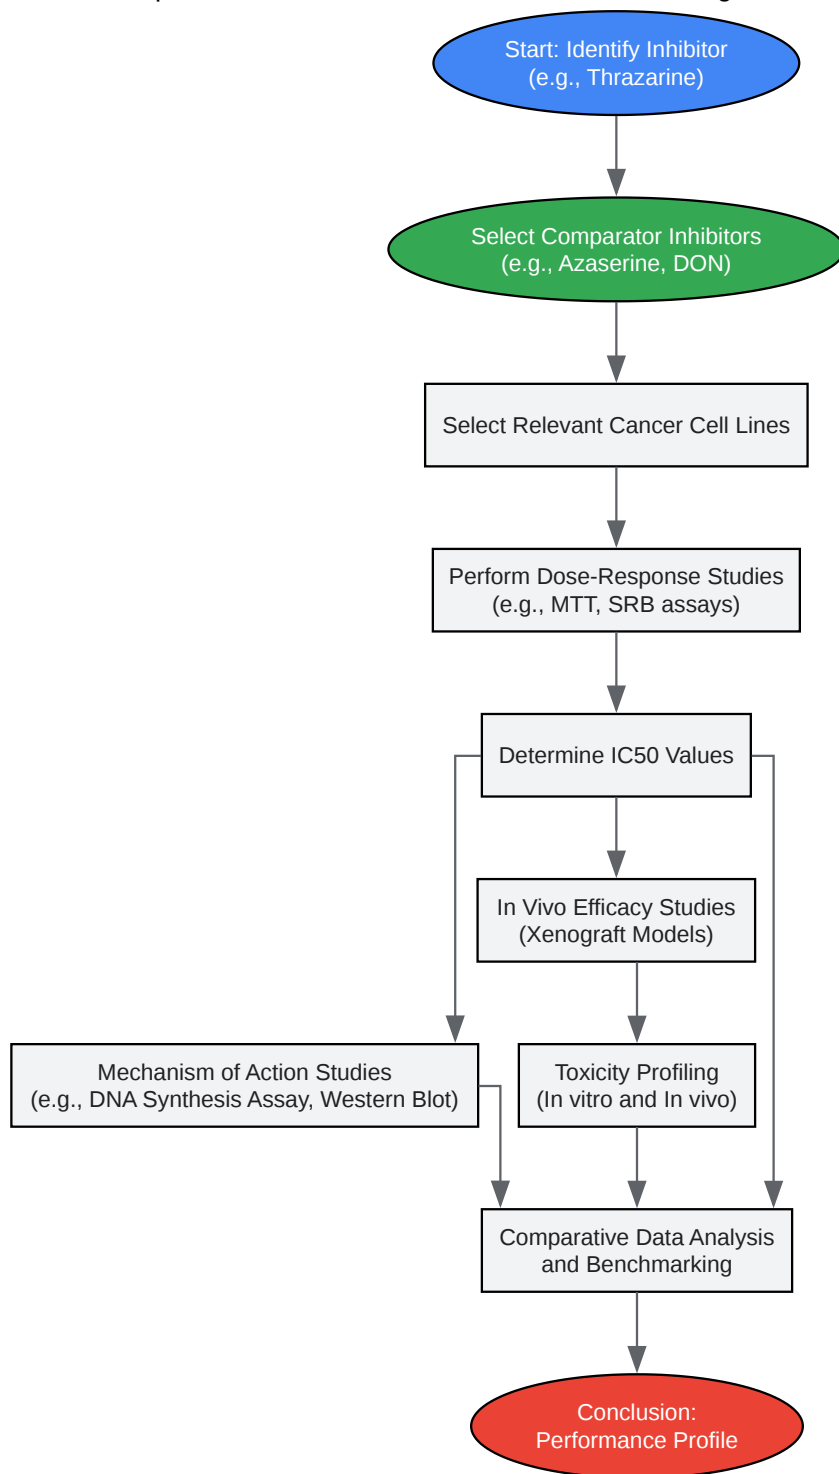 Start: Identify Inhibitor
(e.g., Thrazarine)
Select Comparator Inhibitors
(e.g., Azaserine, DON)
Select Relevant Cancer Cell Lines
Perform Dose-Response Studies
(e.g., MTT, SRB assays)
Determine IC50 Values
In Vivo Efficacy Studies
(Xenograft Models)
Mechanism of Action Studies
(e.g., DNA Synthesis Assay, Western Blot)
Toxicity Profiling
(In vitro and In vivo)
Comparative Data Analysis
and Benchmarking
Conclusion:
Performance Profile